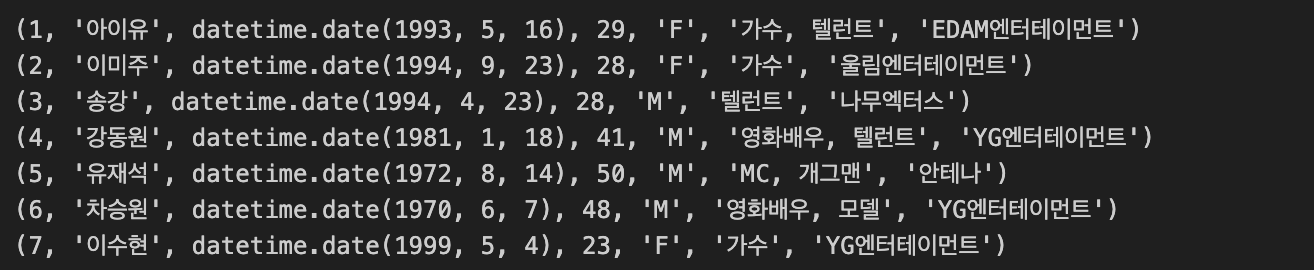 (1, '아이유', datetime.date(1993, 5, 16), 29, 'F', '가수, 텔런트', 'EDAM엔터테이먼트')
(2, '이미주', datetime.date(1994, 9, 23), 28, 'F', '가수', '울림엔터테이먼트')
(3, '송강', datetime.date(1994, 4, 23), 28, 'M', '텔런트', '나무엑터스')
(4, '강동원', datetime.date(1981, 1, 18), 41, 'M', '영화배우, 텔런트', 'YG엔터테이먼트')
(5, '유재석', datetime.date(1972, 8, 14), 50, 'M', 'MC, 개그맨', '안테나')
(6, '차승원', datetime.date(1970, 6, 7), 48, 'M', '영화배우, 모델', 'YG엔터테이먼트')
(7, '이수현', datetime.date(1999, 5, 4), 23, 'F', '가수', 'YG엔터테이먼트')